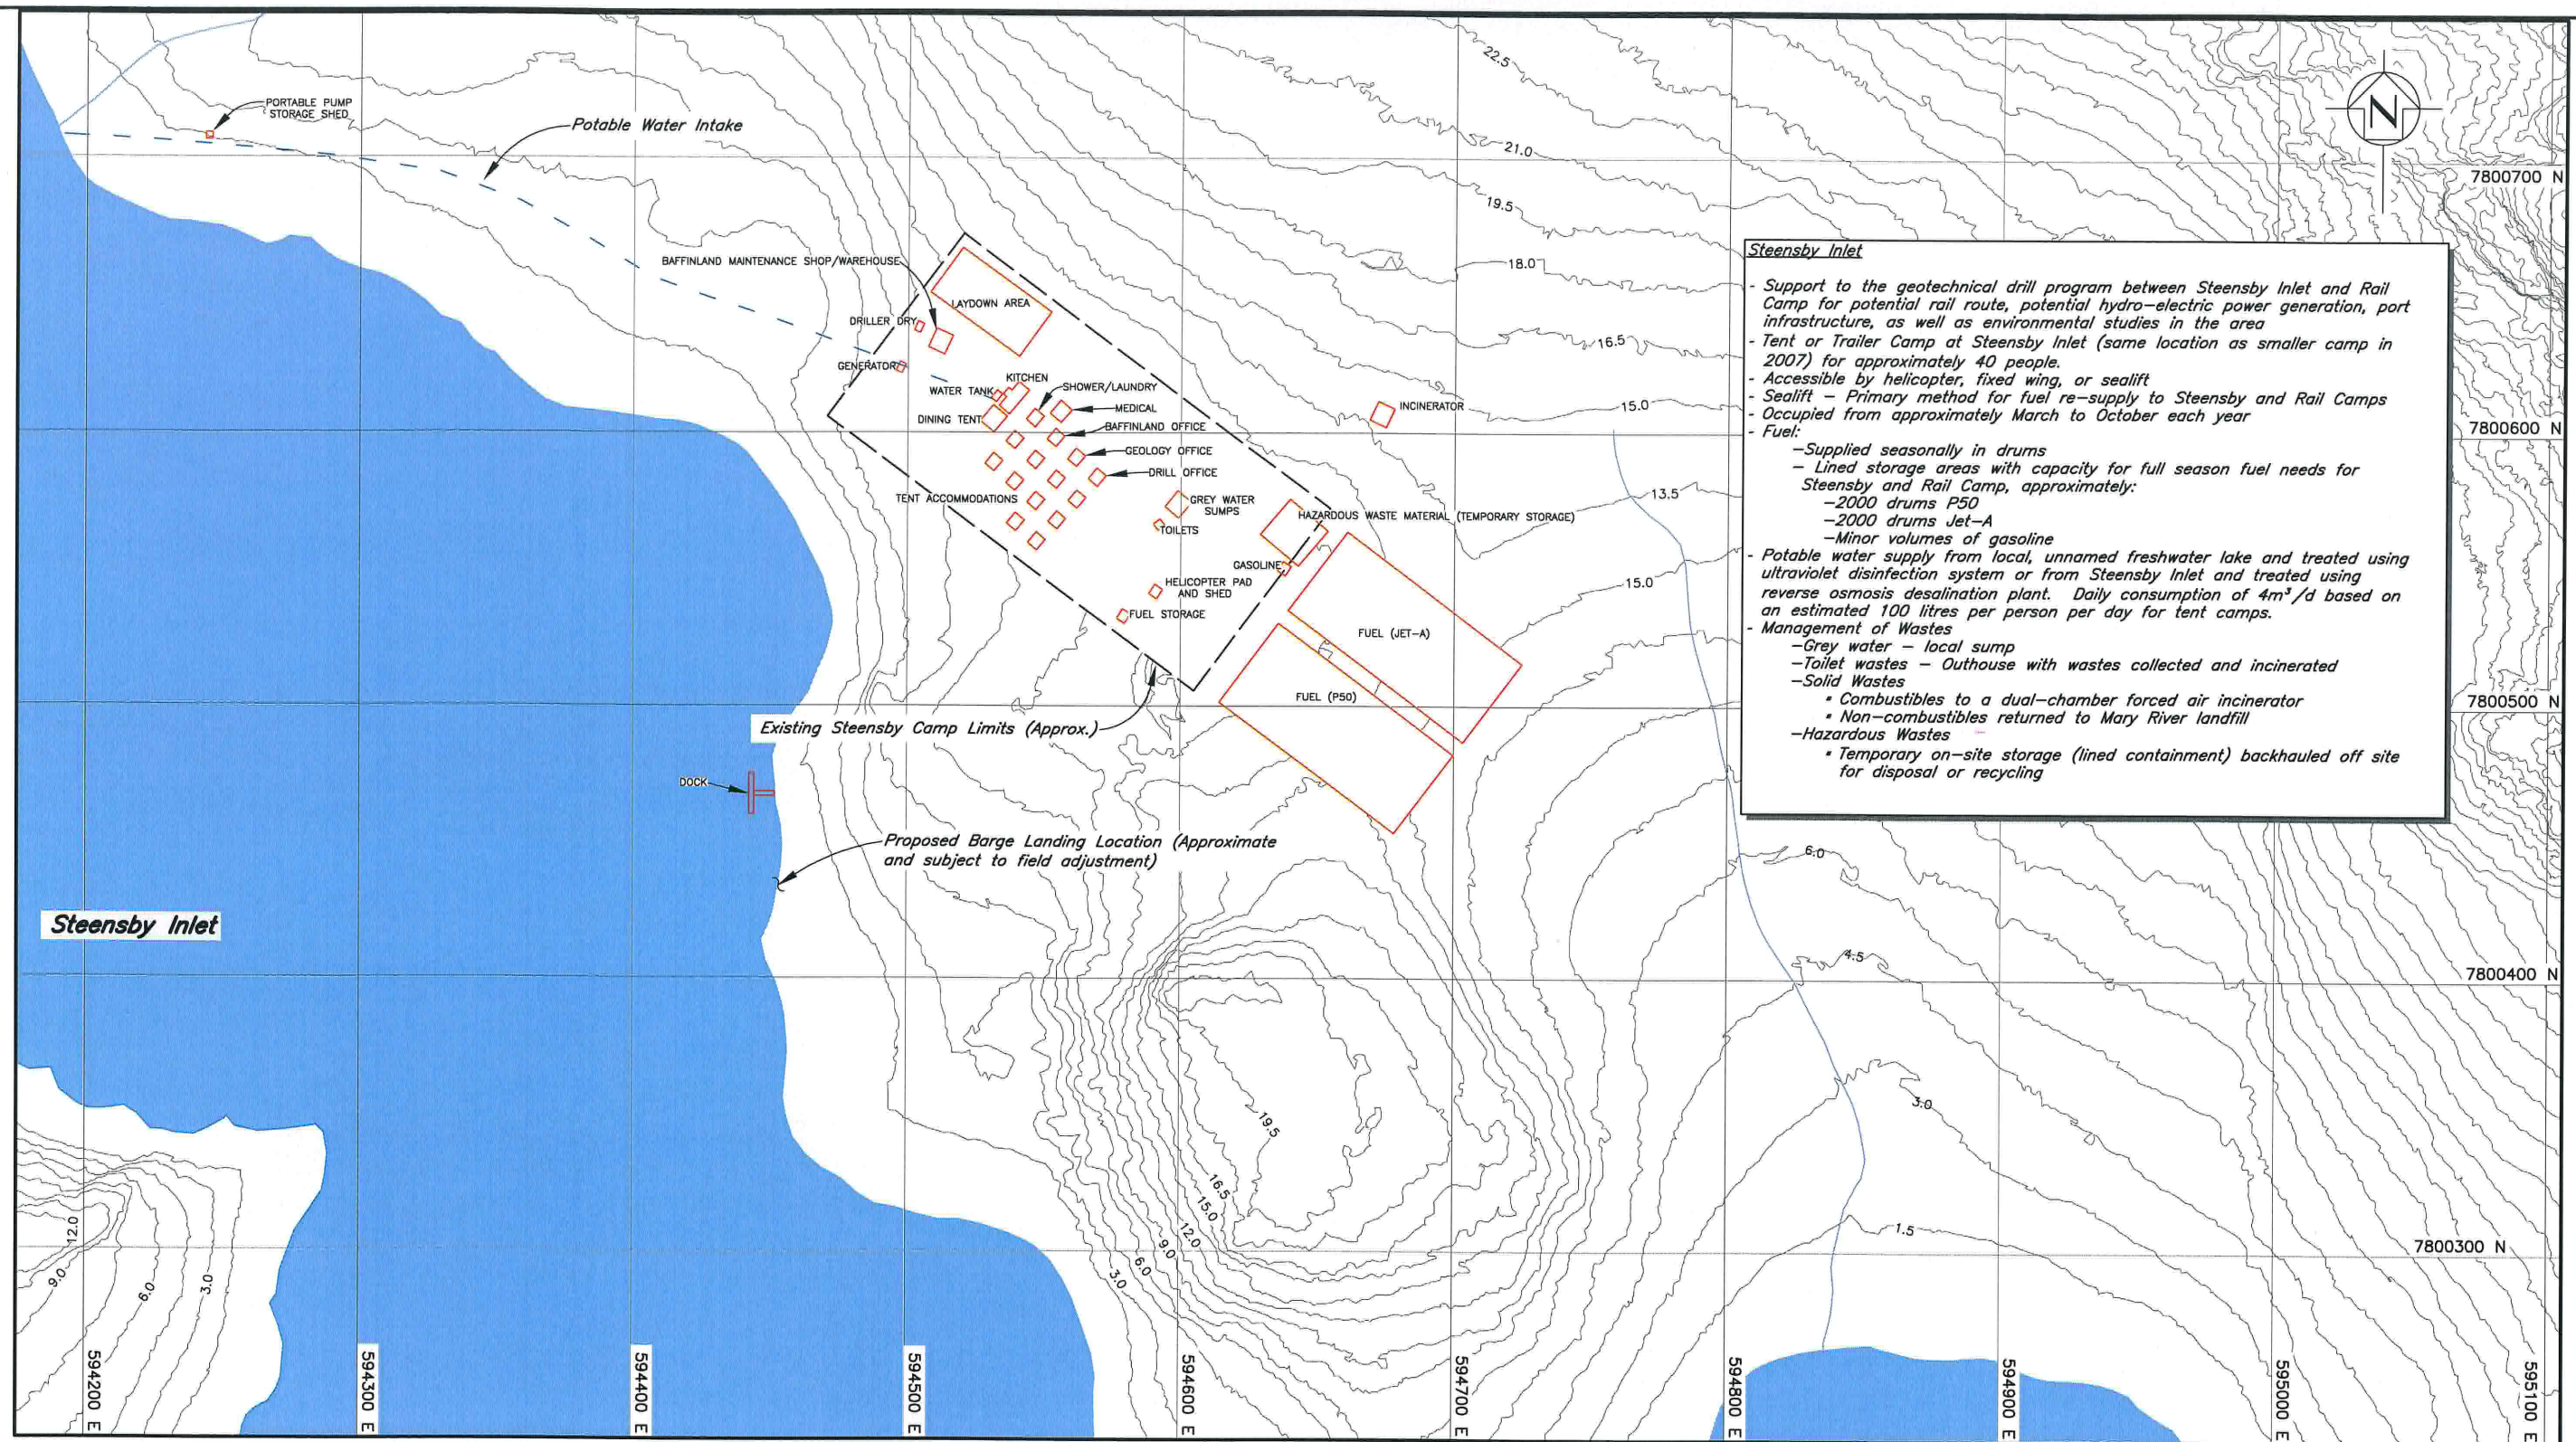 22.5
PORTABLE PUMP
STORAGE SHED
Potable Water Intake
N
21.0
7800700 N
19.5
BAFFINLAND MAINTENANCE SHOP/WAREHOUSE
18.0
LAYDOWN AREA
DRILLER DRY
16.5
GENERATOR
KITCHEN
WATER TANK
SHOWER/LAUNDRY
MEDICAL
INCINERATOR
15.0
DINING TENT
BAFFINLAND OFFICE
7800600 N
GEOLOGY OFFICE
DRILL OFFICE
TENT ACCOMMODATIONS
GREY WATER
SUMPS
13.5
HAZARDOUS WASTE MATERIAL (TEMPORARY STORAGE)
TOILETS
GASOLINE
HELICOPTER PAD
AND SHED
15.0
FUEL STORAGE
FUEL (JET-A)
FUEL (P50)
7800500 N
Existing Steensby Camp Limits (Approx.)
DOCK
Proposed Barge Landing Location (Approximate
and subject to field adjustment)
Steensby Inlet
- Support to the geotechnical drill program between Steensby Inlet and Rail
Camp for potential rail route, potential hydro-electric power generation, port
infrastructure, as well as environmental studies in the area
- Tent or Trailer Camp at Steensby Inlet (same location as smaller camp in
2007) for approximately 40 people.
- Accessible by helicopter, fixed wing, or sealift
- Sealift - Primary method for fuel re-supply to Steensby and Rail Camps
- Occupied from approximately March to October each year
- Fuel:
-Supplied seasonally in drums
- Lined storage areas with capacity for full season fuel needs for
Steensby and Rail Camp, approximately:
-2000 drums P50
-2000 drums Jet-A
-Minor volumes of gasoline
- Potable water supply from local, unnamed freshwater lake and treated using
ultraviolet disinfection system or from Steensby Inlet and treated using
reverse osmosis desalination plant. Daily consumption of 4m³/d based on
an estimated 100 litres per person per day for tent camps.
- Management of Wastes
-Grey water - local sump
-Toilet wastes - Outhouse with wastes collected and incinerated
-Solid Wastes
▪ Combustibles to a dual-chamber forced air incinerator
▪ Non-combustibles returned to Mary River landfill
-Hazardous Wastes
▪ Temporary on-site storage (lined containment) backhauled off site
for disposal or recycling
6.0
Steensby Inlet
4.5
7800400 N
3.0
19.5
16.5
15.0
12.0
9.0
6.0
3.0
1.5
7800300 N
12.0
9.0
6.0
3.0
594200 E
594300 E
594400 E
594500 E
594600 E
594700 E
594800 E
594900 E
595000 E
595100 E